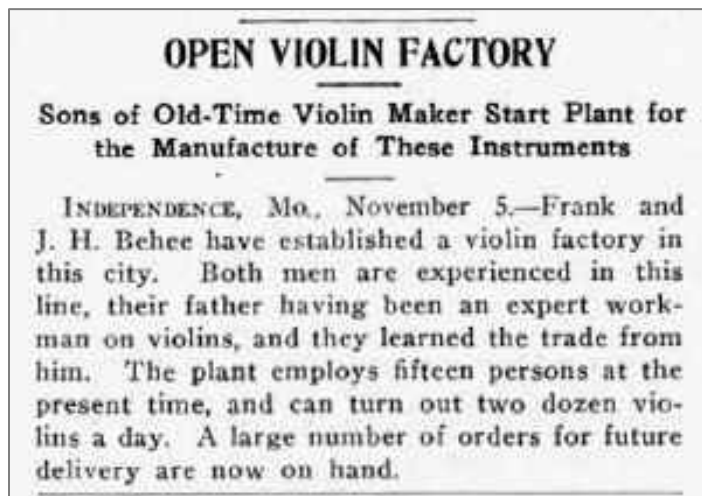 OPEN VIOLIN FACTORY
Sons of Old-Time Violin Maker Start Plant for
the Manufacture of These Instruments
INDEPENDENCE, Mo., November 5.—Frank and
J. H. Behee have established a violin factory in
this city. Both men are experienced in this
line, their father having been an expert work-
man on violins, and they learned the trade from
him. The plant employs fifteen persons at the
present time, and can turn out two dozen vio-
lins a day. A large number of orders for future
delivery are now on hand.